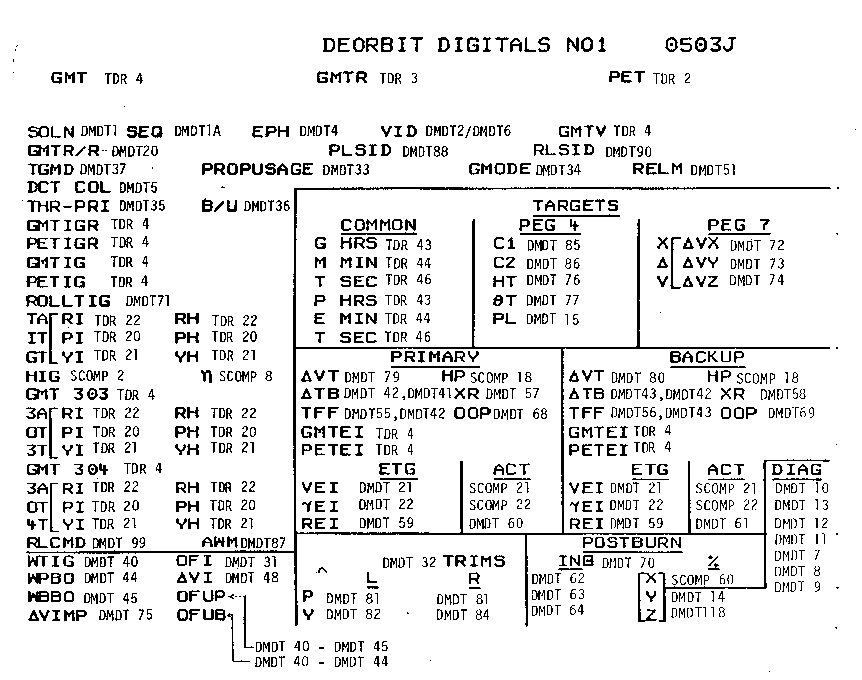 DEORBIT DIGITALS NO1 0503J
GMT TDR 4 GMTR TDR 3 PET TDR 2
SOLN DMDT1 SEQ DMDT1A EPH DMDT4 VID DMDT2/DMDT6 GMTV TDR 4
GMTR/R DMDT20 PLSID DMDT88 RLSID DMDT90
TGMD DMDT37 PROPUSAGE DMDT33 GMODE DMDT34 RELM DMDT51
DCT COL DMDT5
THR-PRI DMDT35 B/U DMDT36 TARGETS
GMTIGR TDR 4 COMMON PEG 4 PEG 7
PETIGR TDR 4 G HRS TDR 43 C1 DMDT 85 X ΔVX DMDT 72
GMTIG TDR 4 M MIN TDR 44 C2 DMDT 86 Δ ΔVY DMDT 73
PETIG TDR 4 T SEC TDR 46 HT DMDT 76 V ΔVZ DMDT 74
ROLLTIG DMDT71 P HRS TDR 43 θT DMDT 77
TA RI TDR 22 RH TDR 22 E MIN TDR 44 PL DMDT 15
IT PI TDR 20 PH TDR 20 T SEC TDR 46
GT YI TDR 21 YH TDR 21 PRIMARY BACKUP
HIG SCOMP 2 η SCOMP 8 ΔVT DMDT 79 HP SCOMP 18 ΔVT DMDT 80 HP SCOMP 18
GMT 303 TDR 4 ΔTB DMDT 42,DMDT41 XR DMDT 57 ΔTB DMDT43,DMDT42 XR DMDT58
3A RI TDR 22 RH TDR 22 TFF DMDT55,DMDT42 OOP DMDT 68 TFF DMDT56,DMDT43 OOP DMDT69
0T PI TDR 20 PH TDR 20 GMTEI TDR 4 GMTEI TDR 4
3T YI TDR 21 YH TDR 21 PETEI TDR 4 PETEI TDR 4
GMT 304 TDR 4 ETG ACT ETG ACT DIAG
3A RI TDR 22 RH TDR 22 VEI DMDT 21 SCOMP 21 VEI DMDT 21 SCOMP 21 DMDT 10
0T PI TDR 20 PH TDR 20 γEI DMDT 22 SCOMP 22 γEI DMDT 22 SCOMP 22 DMDT 13
4T YI TDR 21 YH TDR 21 REI DMDT 59 DMDT 60 REI DMDT 59 DMDT 61 DMDT 12
RLCMD DMDT 99 AWM DMDT87 POSTBURN DMDT 11
WTIG DMDT 40 OFI DMDT 31 DMDT 32 TRIMS ING DMDT 70 % DMDT 7
WPBO DMDT 44 ΔVI DMDT 48 L R DMDT 62 X SCOMP 60 DMDT 8
WBBO DMDT 45 OFUP P DMDT 81 DMDT 81 DMDT 63 Y DMDT 14 DMDT 9
ΔVIMP DMDT 75 OFUB Y DMDT 82 DMDT 84 DMDT 64 Z DMDT118
DMDT 40 - DMDT 45
DMDT 40 - DMDT 44